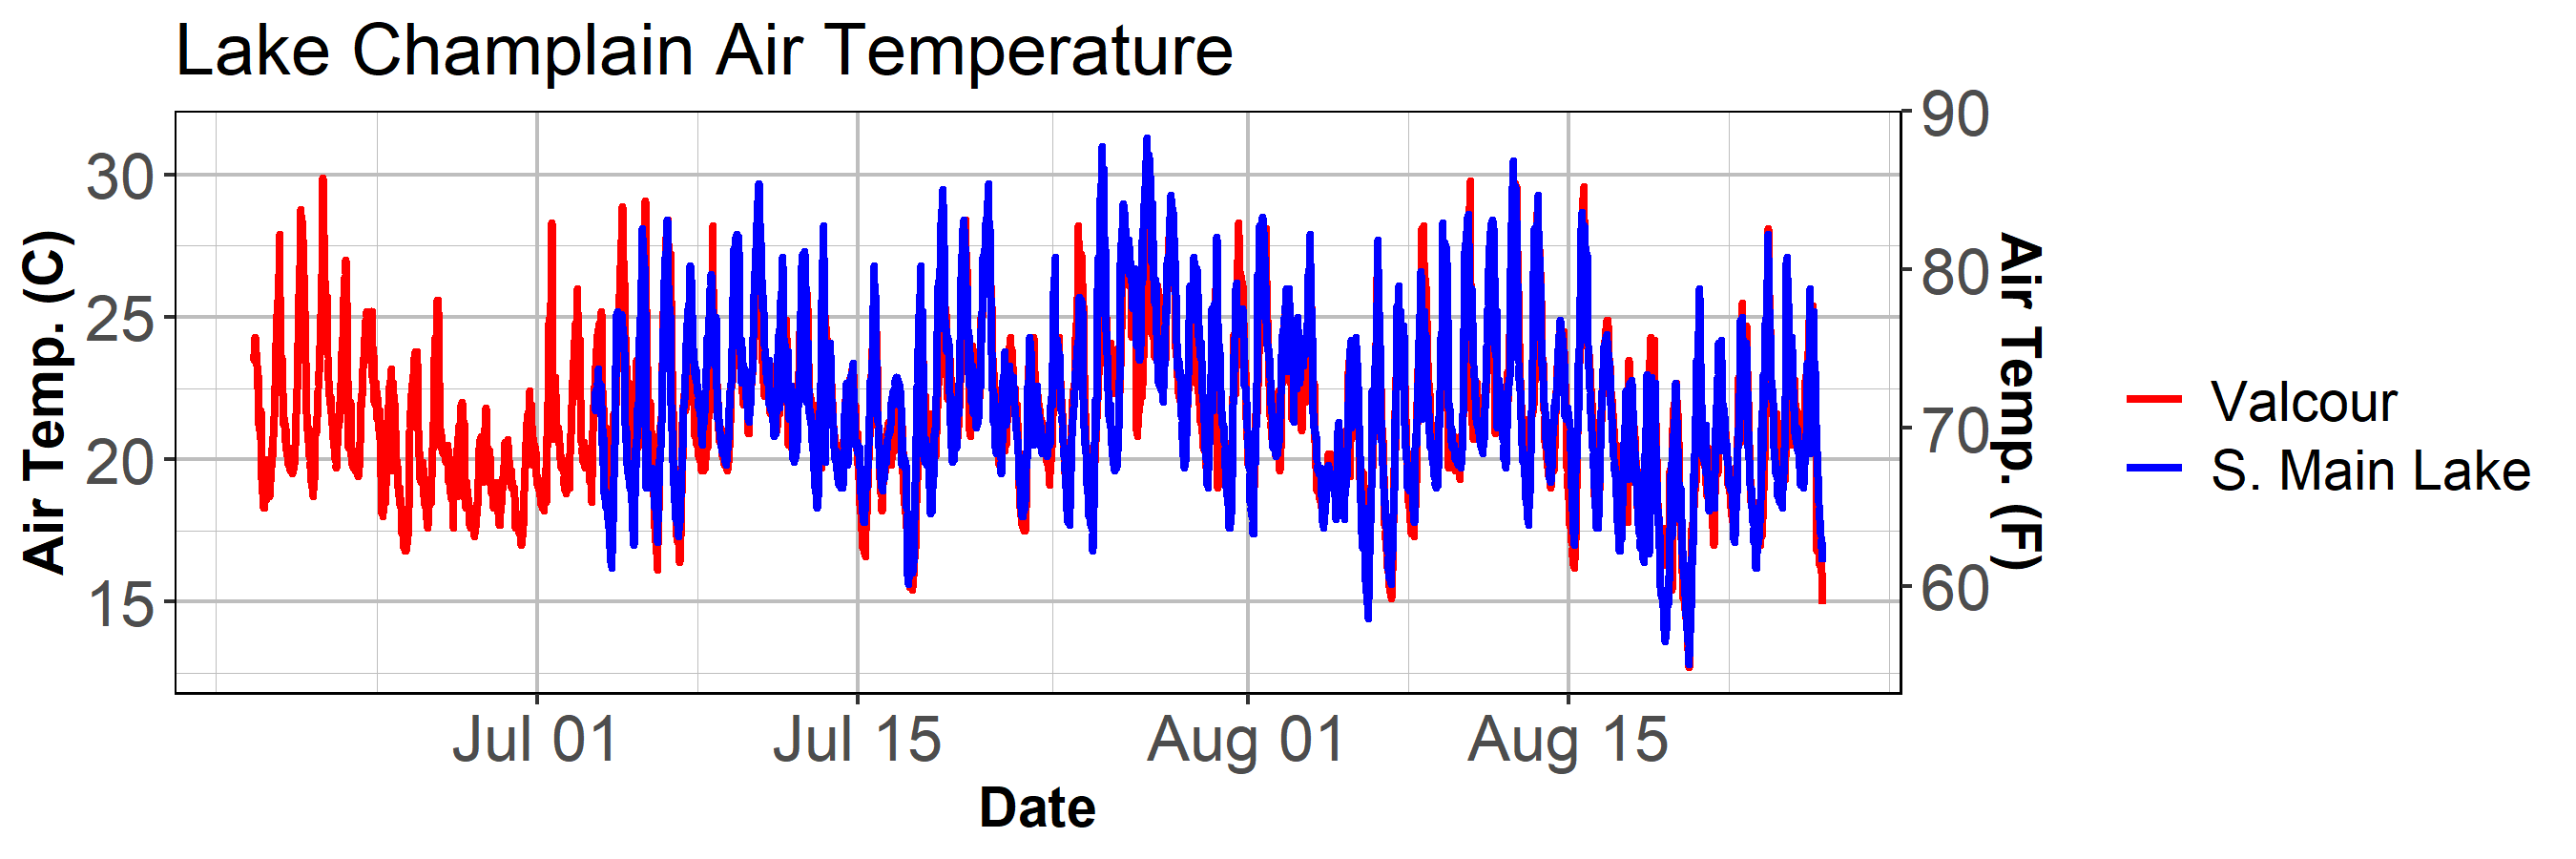 Lake Champlain Air Temperature
Air Temp. (C)
30
25
20
15
90
80
70
60
Air Temp. (F)
Jul 01
Jul 15
Aug 01
Aug 15
Date
Valcour
S. Main Lake